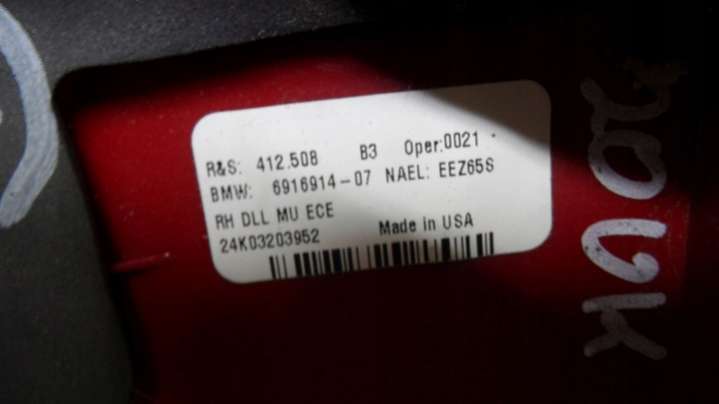 R&S: 412.508 B3 Oper:0021
BMW: 6916914-07 NAEL: EEZ65S
RH DLL MU ECE
24K03203952 Made in USA